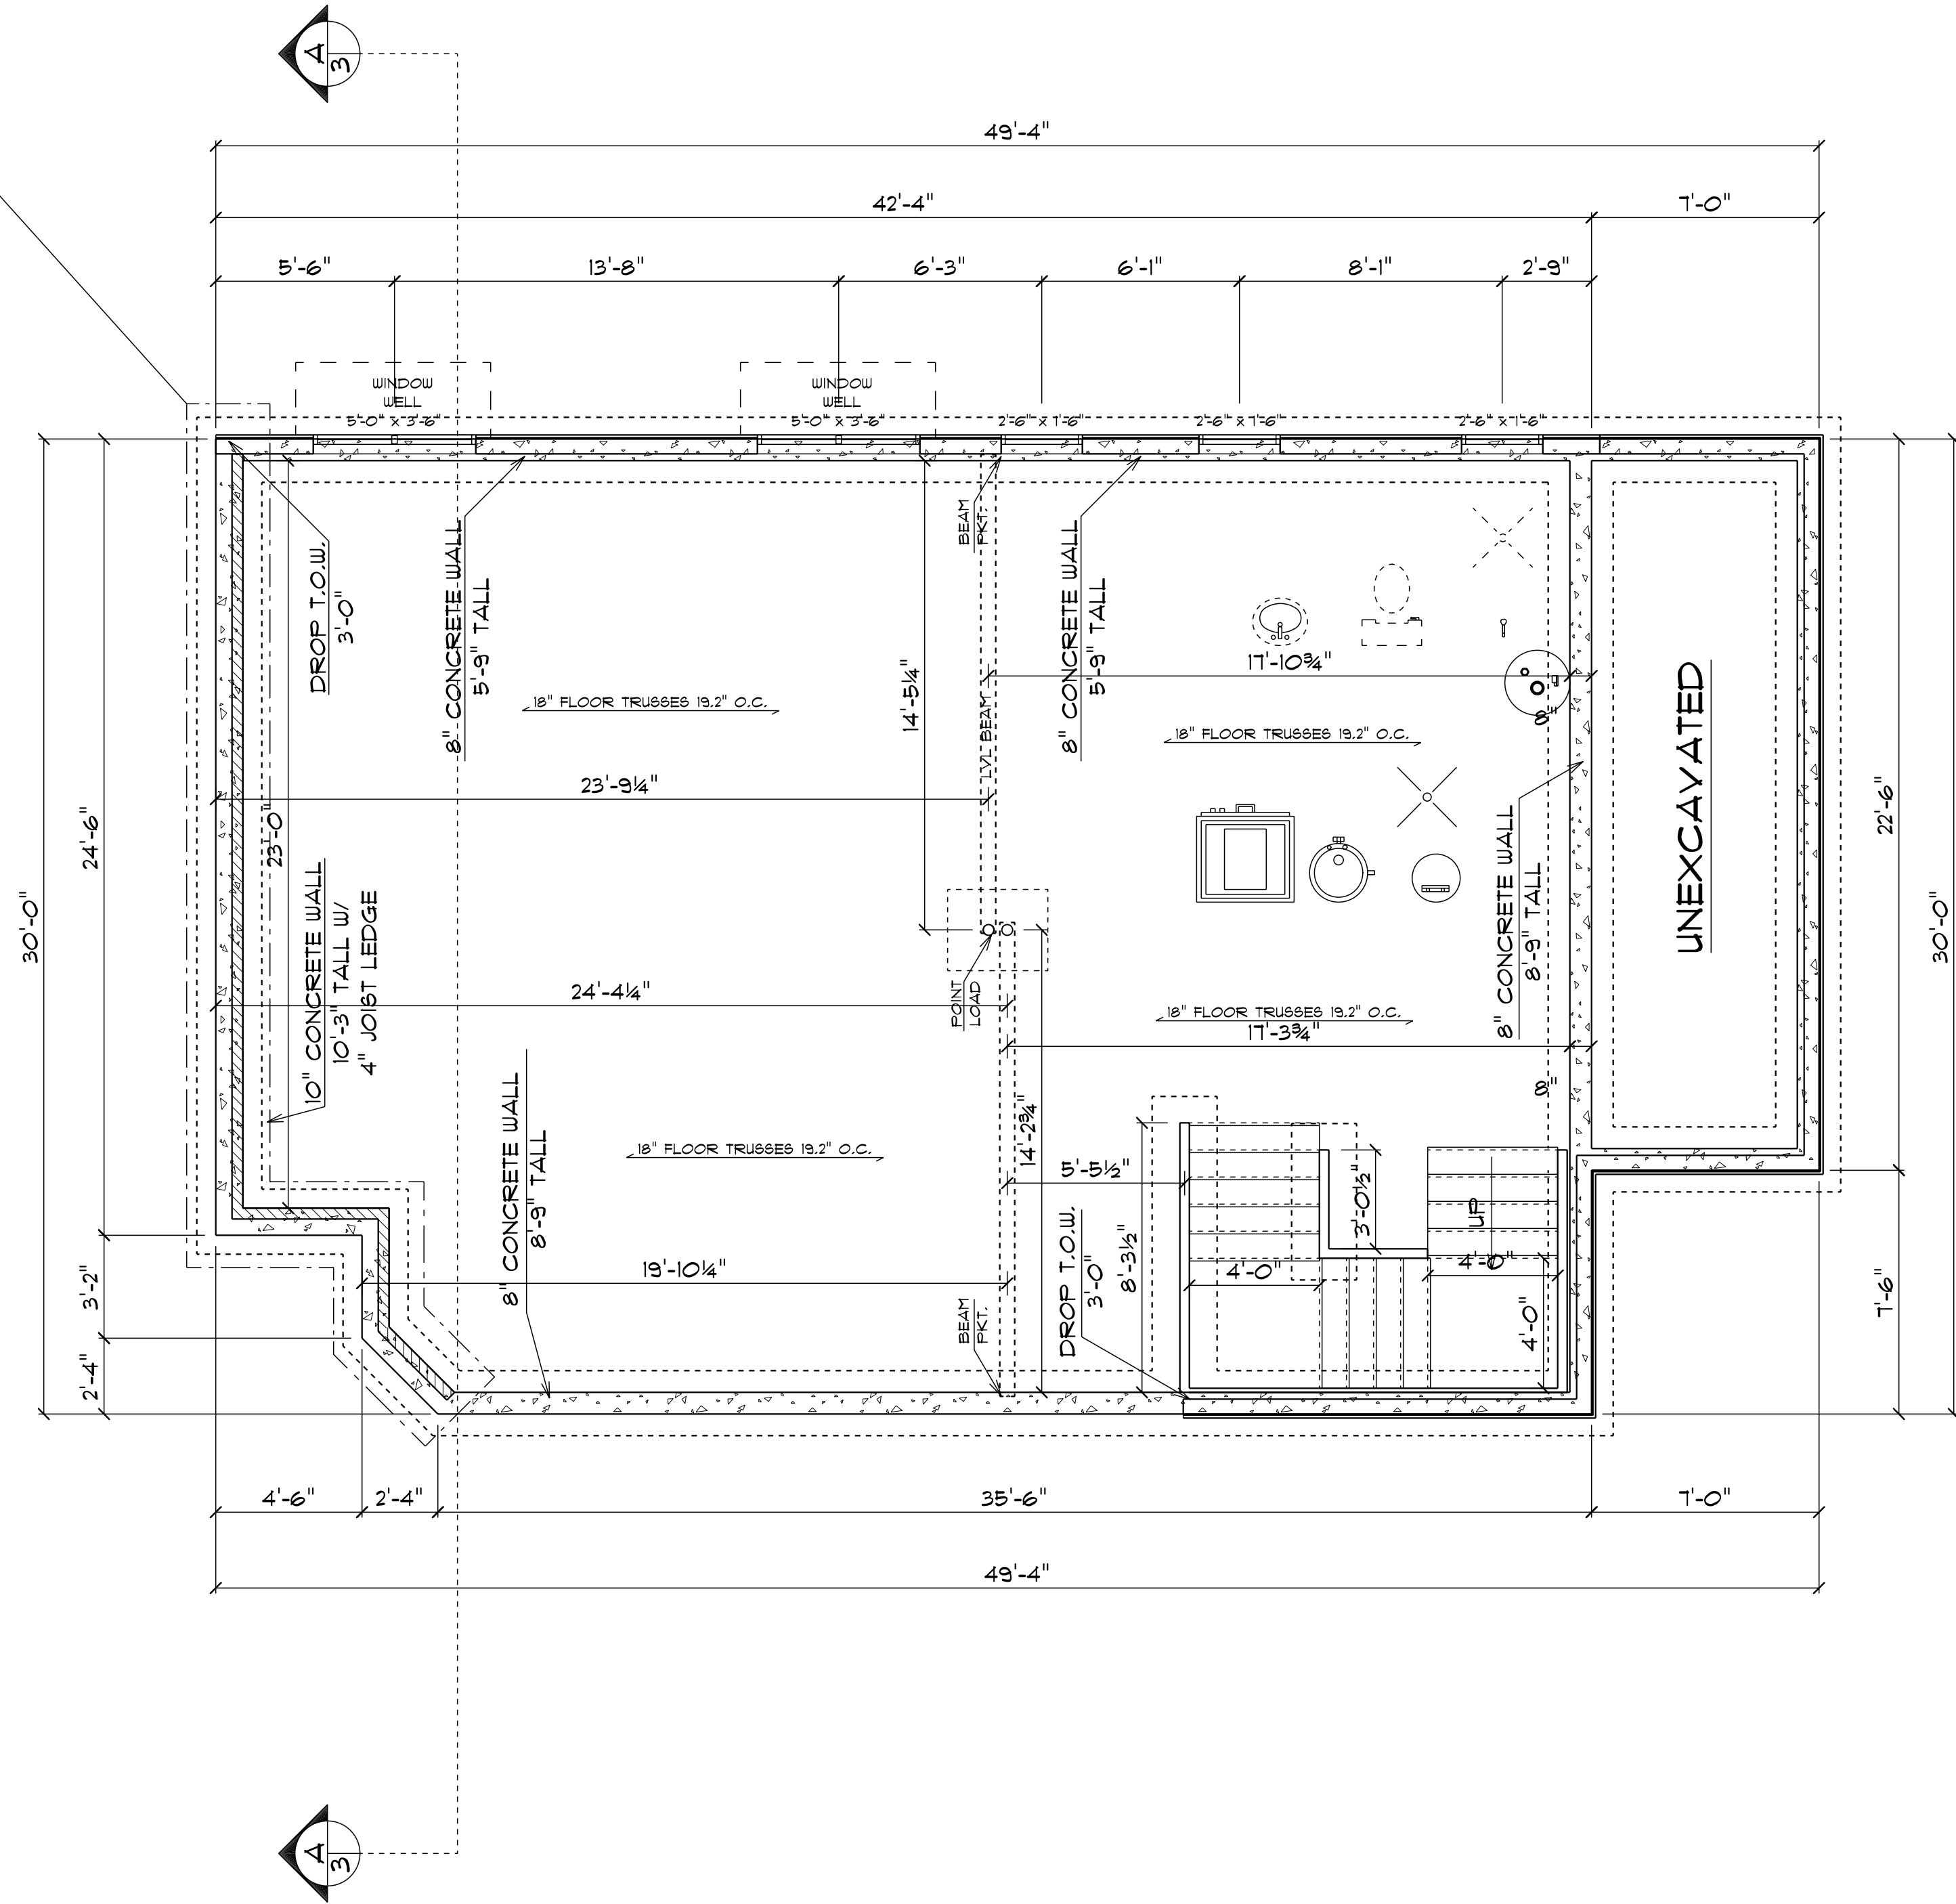 A
3
49'-4"
42'-4"
7'-0"
5'-6"
13'-8"
6'-3"
6'-1"
8'-1"
2'-9"
WINDOW
WELL
5'-0" x 3'-6"
WINDOW
WELL
5'-0" x 3'-6"
2'-6" x 1'-6"
2'-6" x 1'-6"
2'-6" x 1'-6"
DROP T.O.W.
3'-0"
8" CONCRETE WALL
5'-9" TALL
BEAM
PKT.
8" CONCRETE WALL
5'-9" TALL
18" FLOOR TRUSSES 19.2" O.C.
14'-5¼"
LVL BEAM
17'-10¾"
8"
18" FLOOR TRUSSES 19.2" O.C.
UNEXCAVATED
23'-9¼"
30'-0"
24'-6"
23'-0"
10" CONCRETE WALL
10'-3" TALL W/
4" JOIST LEDGE
8" CONCRETE WALL
8'-9" TALL
22'-6"
30'-0"
24'-4¼"
POINT
LOAD
18" FLOOR TRUSSES 19.2" O.C.
17'-3¾"
8"
8" CONCRETE WALL
8'-9" TALL
18" FLOOR TRUSSES 19.2" O.C.
14'-2¾"
5'-5½"
3'-0½"
UP
DROP T.O.W.
3'-0"
8'-3½"
4'-0"
4'-0"
4'-0"
19'-10¼"
BEAM
PKT.
3'-2"
2'-4"
7'-6"
4'-6"
2'-4"
35'-6"
7'-0"
49'-4"
A
3